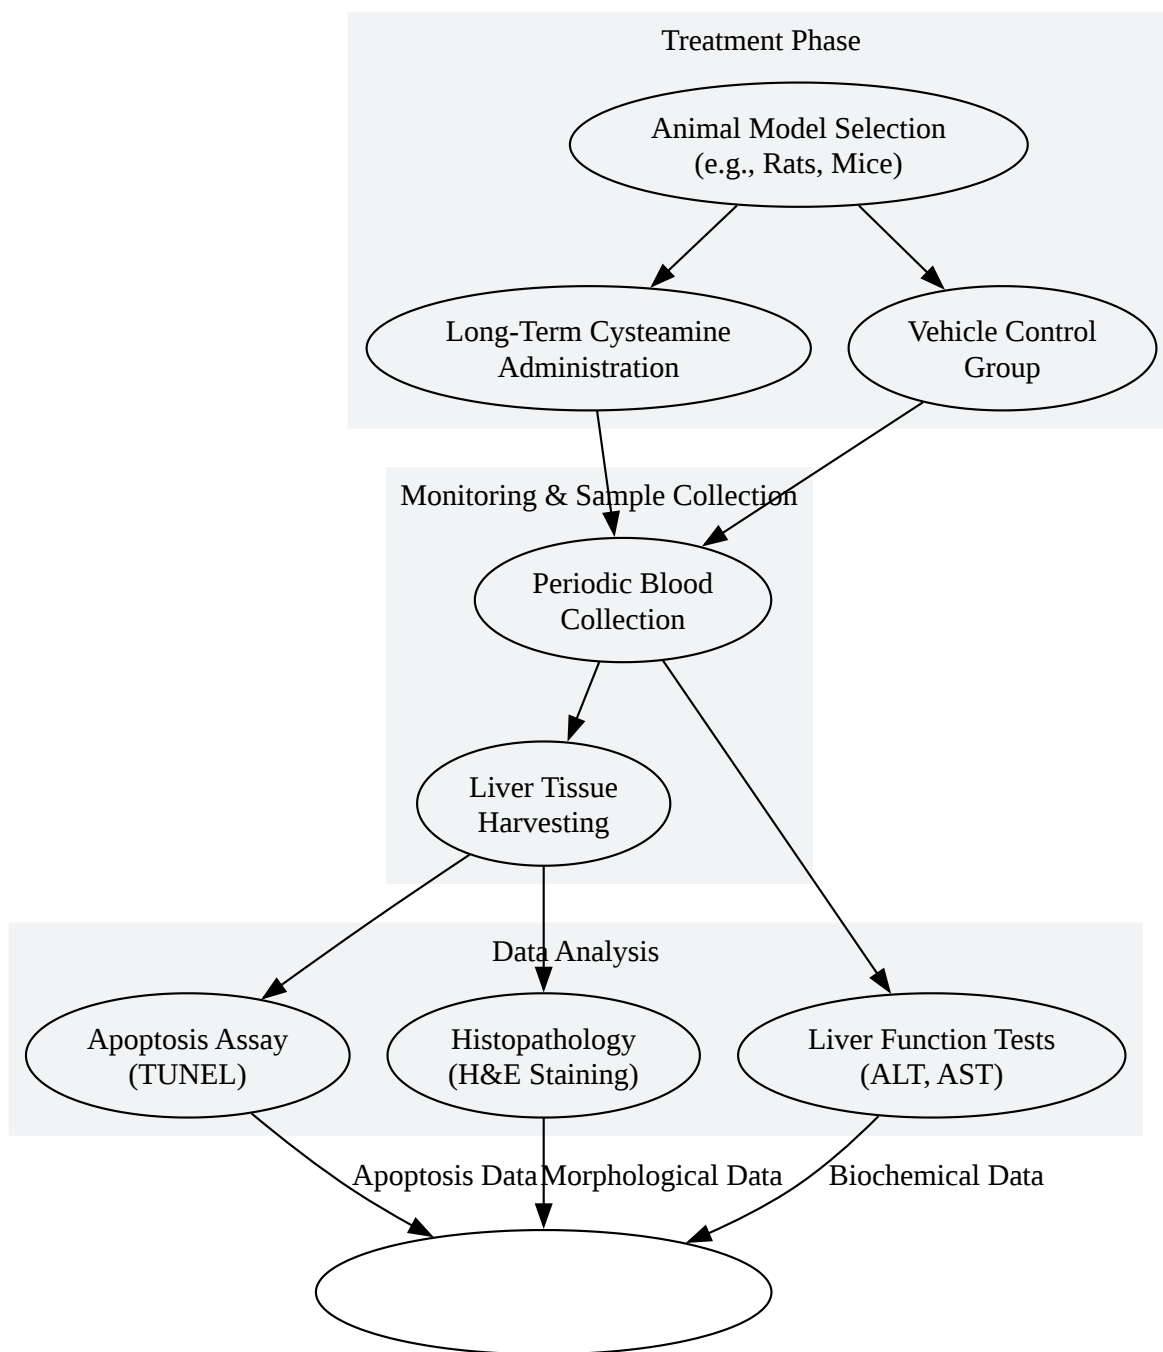 Treatment Phase
Animal Model Selection
(e.g., Rats, Mice)
Long-Term Cysteamine
Administration
Vehicle Control
Group
Monitoring & Sample Collection
Periodic Blood
Collection
Liver Tissue
Harvesting
Data Analysis
Apoptosis Assay
(TUNEL)
Histopathology
(H&E Staining)
Liver Function Tests
(ALT, AST)
Apoptosis Data
Morphological Data
Biochemical Data